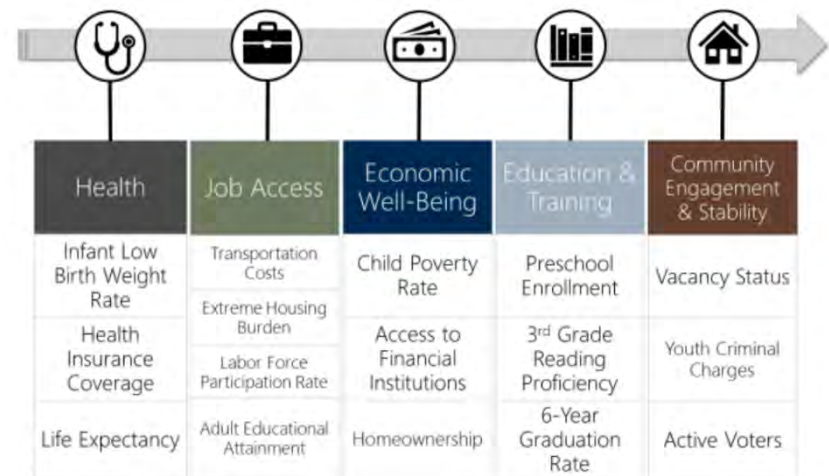 Health
Job Access
Economic
Well-Being
Education &
Training
Community
Engagement
& Stability
Infant Low
Birth Weight
Rate
Health
Insurance
Coverage
Life Expectancy
Transportation
Costs
Extreme Housing
Burden
Labor Force
Participation Rate
Adult Educational
Attainment
Child Poverty
Rate
Access to
Financial
Institutions
Homeownership
Preschool
Enrollment
3rd Grade
Reading
Proficiency
6-Year
Graduation
Rate
Vacancy Status
Youth Criminal
Charges
Active Voters